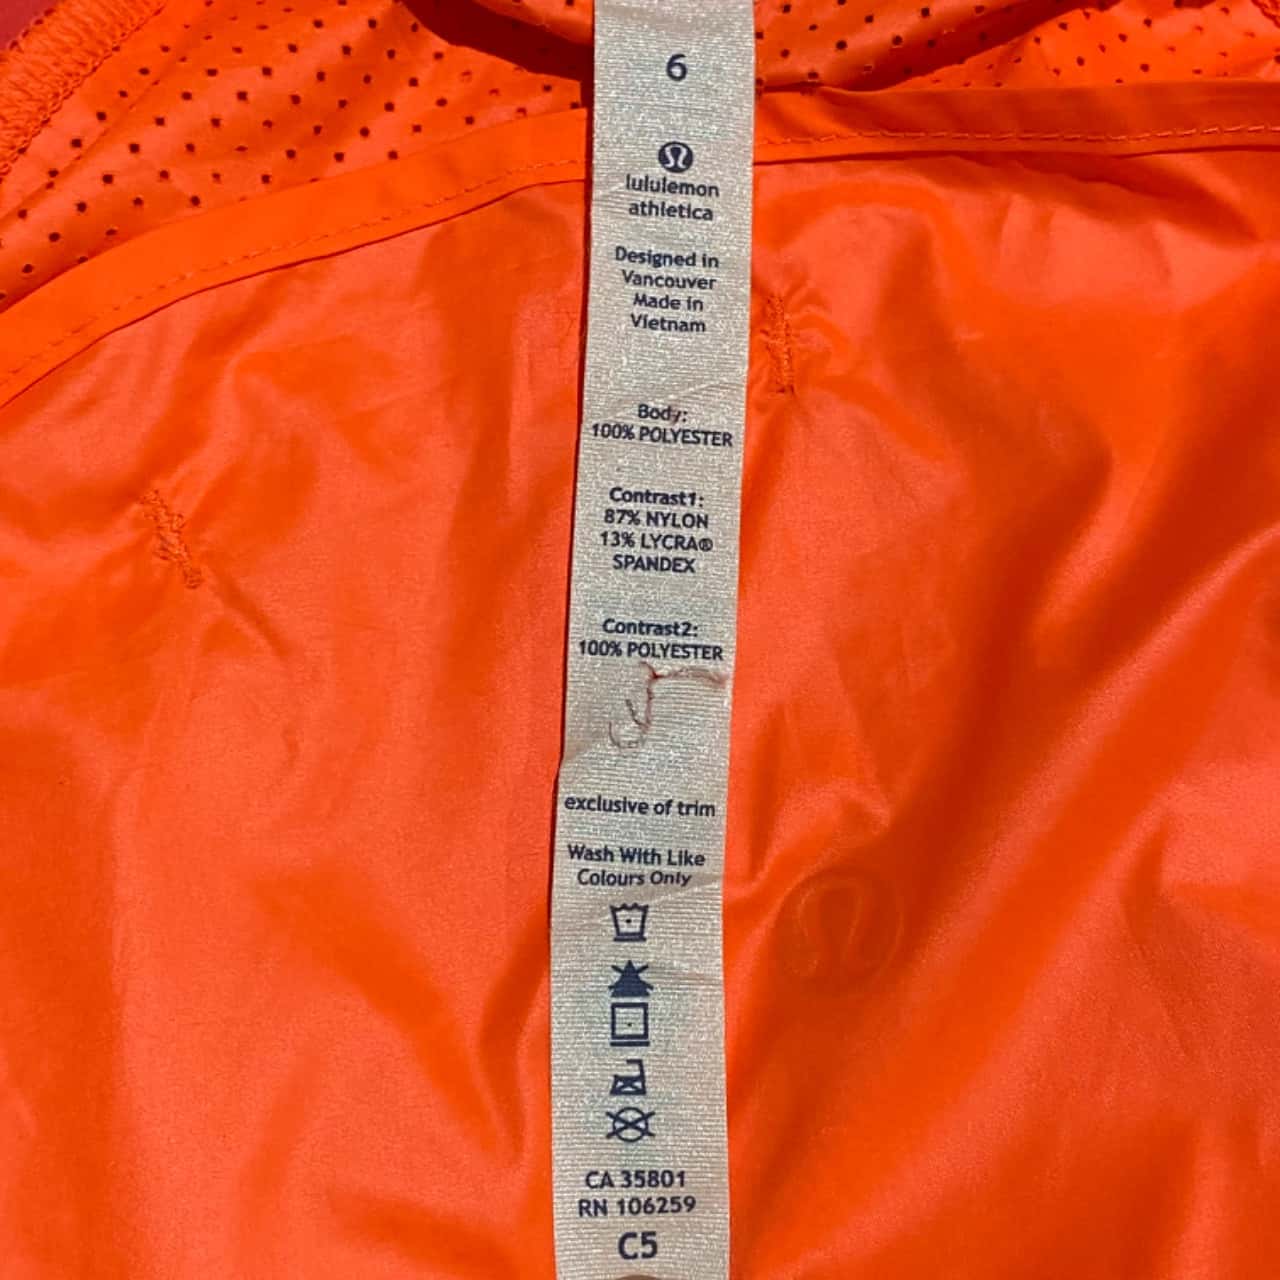 6
lululemon
athletica
Designed in
Vancouver
Made in
Vietnam
Body:
100% POLYESTER
Contrast1:
87% NYLON
13% LYCRA®
SPANDEX
Contrast2:
100% POLYESTER
exclusive of trim
Wash With Like
Colours Only
CA 35801
RN 106259
C5